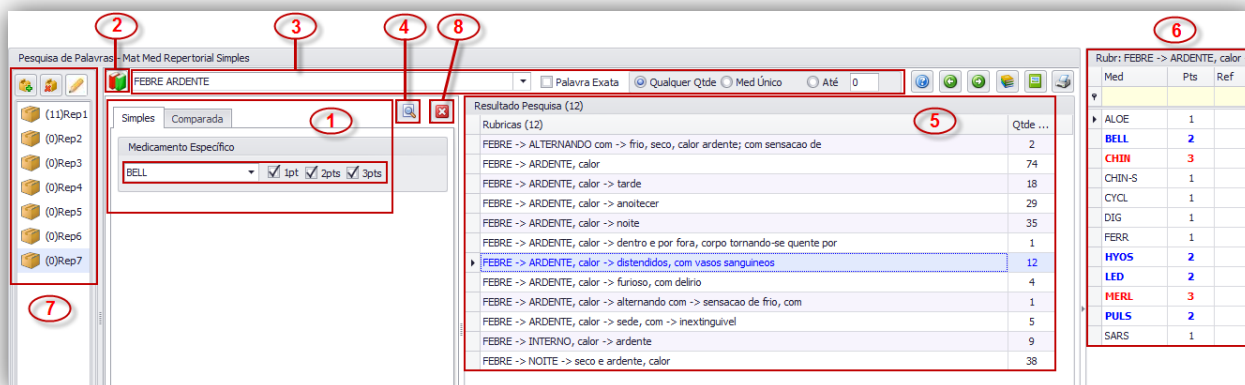 2
3
4
8
6
Pesquisa de Palavras - Mat Med Repertorial Simples
FEBRE ARDENTE
Palavra Exata
Qualquer Qtde
Med Único
Até
0
(11)Rep1
(0)Rep2
(0)Rep3
(0)Rep4
(0)Rep5
(0)Rep6
(0)Rep7
7
Simples
Comparada
1
Medicamento Específico
BELL
1pt
2pts
3pts
Resultado Pesquisa (12)
5
Rubricas (12) Qtde ...
FEBRE -> ALTERNANDO com -> frio, seco, calor ardente; com sensacao de 2
FEBRE -> ARDENTE, calor 74
FEBRE -> ARDENTE, calor -> tarde 18
FEBRE -> ARDENTE, calor -> anoitecer 29
FEBRE -> ARDENTE, calor -> noite 35
FEBRE -> ARDENTE, calor -> dentro e por fora, corpo tornando-se quente por 1
FEBRE -> ARDENTE, calor -> distendidos, com vasos sanguineos 12
FEBRE -> ARDENTE, calor -> furioso, com delirio 4
FEBRE -> ARDENTE, calor -> alternando com -> sensacao de frio, com 1
FEBRE -> ARDENTE, calor -> sede, com -> inextinguivel 5
FEBRE -> INTERNO, calor -> ardente 9
FEBRE -> NOITE -> seco e ardente, calor 38
Rubr: FEBRE -> ARDENTE, calor
Med Pts Ref
ALOE 1
BELL 2
CHIN 3
CHIN-S 1
CYCL 1
DIG 1
FERR 1
HYOS 2
LED 2
MERL 3
PULS 2
SARS 1